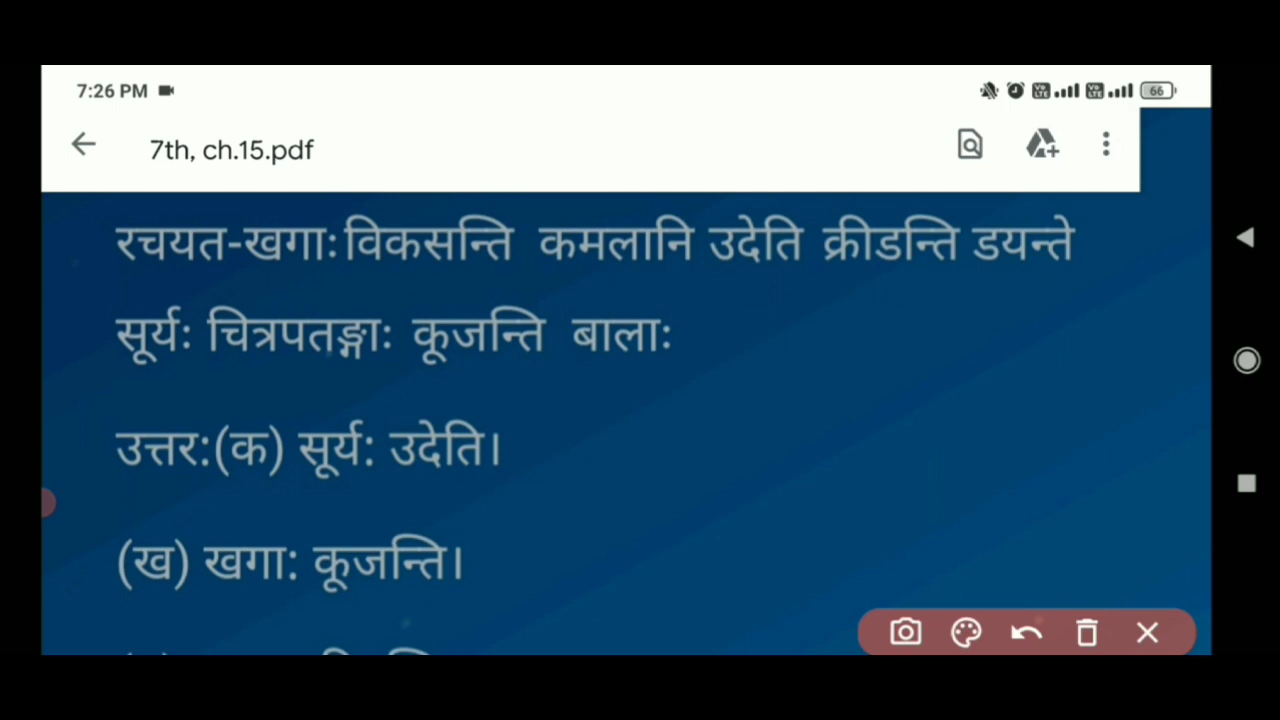 7:26 PM
66
7th, ch.15.pdf
रचयत-खगाः विकसन्ति कमलानि उदेति क्रीडन्ति डयन्ते
सूर्यः चित्रपतङ्गाः कूजन्ति बालाः
उत्तर:(क) सूर्य: उदेति।
(ख) खगा: कूजन्ति।